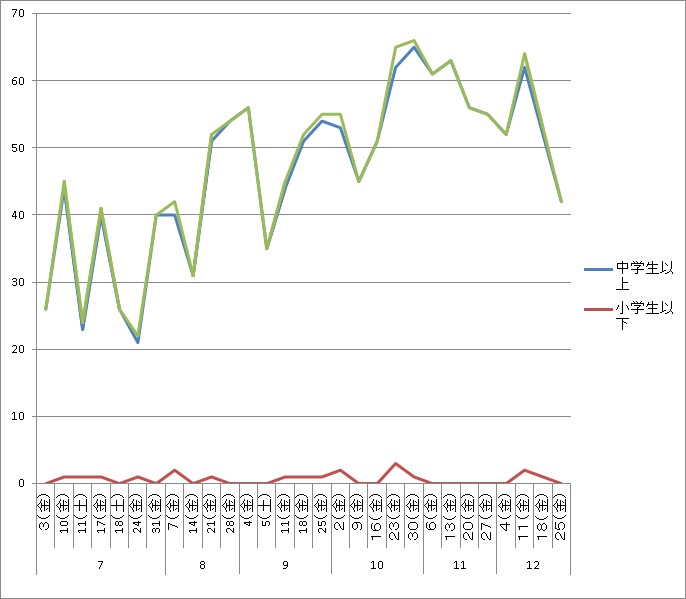 70
60
50
40
30
20
10
0
3(金)
10(金)
11(土)
17(金)
18(土)
24(金)
31(金)
7(金)
14(金)
21(金)
28(金)
4(金)
5(土)
11(金)
18(金)
25(金)
2(金)
9(金)
16(金)
23(金)
30(金)
6(金)
13(金)
20(金)
27(金)
4(金)
11(金)
18(金)
25(金)
7
8
9
10
11
12
中学生以
上
小学生以
下